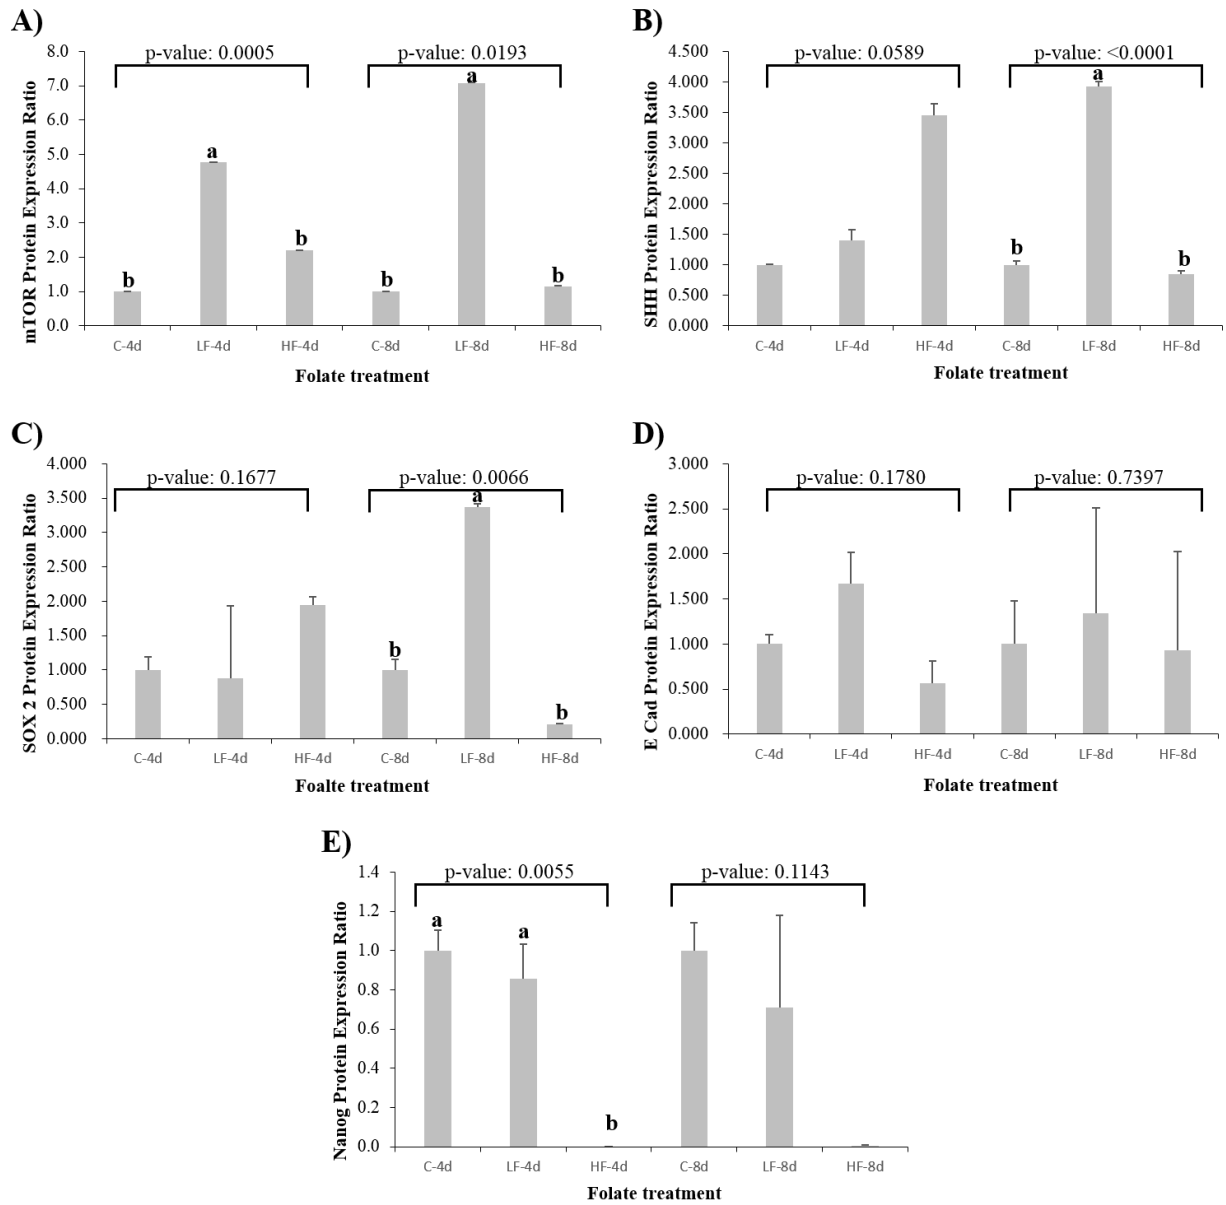 A)
p-value: 0.0005
p-value: 0.0193
8.0
7.0
6.0
5.0
4.0
3.0
2.0
1.0
0.0
mTOR Protein Expression Ratio
b
a
b
b
a
b
C-4d LF-4d HF-4d C-8d LF-8d HF-8d
Folate treatment
B)
p-value: 0.0589
p-value: <0.0001
4.500
4.000
3.500
3.000
2.500
2.000
1.500
1.000
0.500
0.000
SHH Protein Expression Ratio
b
a
b
C-4d LF-4d HF-4d C-8d LF-8d HF-8d
Folate treatment
C)
p-value: 0.1677
p-value: 0.0066
4.000
3.500
3.000
2.500
2.000
1.500
1.000
0.500
0.000
SOX 2 Protein Expression Ratio
b
a
b
C-4d LF-4d HF-4d C-8d LF-8d HF-8d
Foalte treatment
D)
p-value: 0.1780
p-value: 0.7397
3.000
2.500
2.000
1.500
1.000
0.500
0.000
E Cad Protein Expression Ratio
C-4d LF-4d HF-4d C-8d LF-8d HF-8d
Folate treatment
E)
p-value: 0.0055
p-value: 0.1143
1.4
1.2
1.0
0.8
0.6
0.4
0.2
0.0
Nanog Protein Expression Ratio
a
a
b
C-4d LF-4d HF-4d C-8d LF-8d HF-8d
Folate treatment